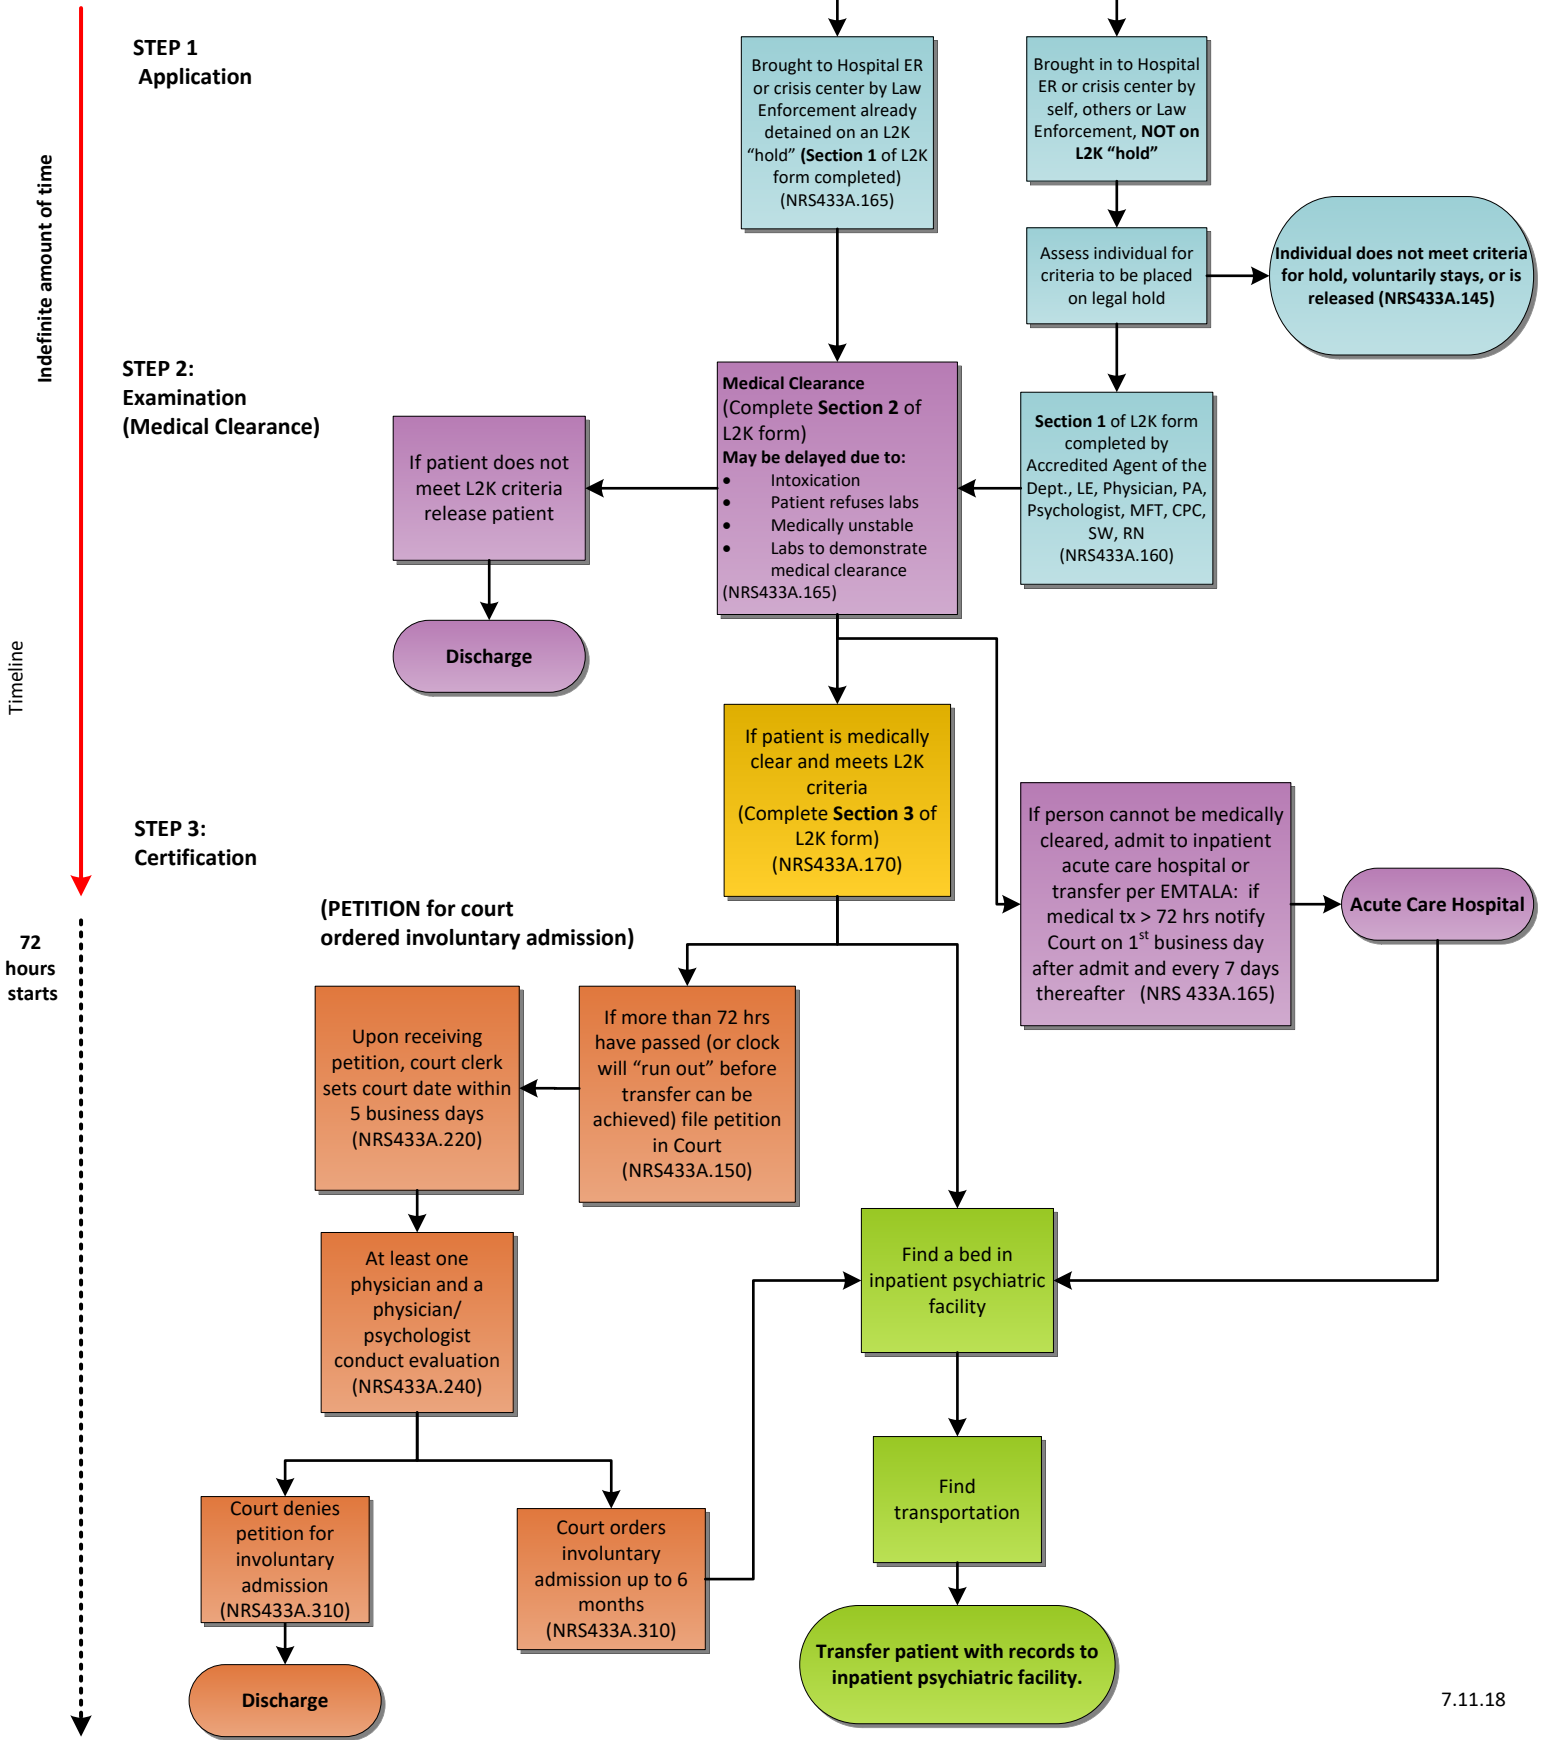 STEP 1
Application
Brought to Hospital ER
or crisis center by Law
Enforcement already
detained on an L2K
“hold” (Section 1 of L2K
form completed)
(NRS433A.165)
Brought in to Hospital
ER or crisis center by
self, others or Law
Enforcement, NOT on
L2K “hold”
Assess individual for
criteria to be placed
on legal hold
Individual does not meet criteria
for hold, voluntarily stays, or is
released (NRS433A.145)
Indefinite amount of time
STEP 2:
Examination
(Medical Clearance)
If patient does not
meet L2K criteria
release patient
Discharge
Medical Clearance
(Complete Section 2 of
L2K form)
May be delayed due to:
• Intoxication
• Patient refuses labs
• Medically unstable
• Labs to demonstrate
medical clearance
(NRS433A.165)
Section 1 of L2K form
completed by
Accredited Agent of the
Dept., LE, Physician, PA,
Psychologist, MFT, CPC,
SW, RN
(NRS433A.160)
Timeline
If patient is medically
clear and meets L2K
criteria
(Complete Section 3 of
L2K form)
(NRS433A.170)
If person cannot be medically
cleared, admit to inpatient
acute care hospital or
transfer per EMTALA: if
medical tx > 72 hrs notify
Court on 1st business day
after admit and every 7 days
thereafter (NRS 433A.165)
Acute Care Hospital
STEP 3:
Certification
(PETITION for court
ordered involuntary admission)
72
hours
starts
Upon receiving
petition, court clerk
sets court date within
5 business days
(NRS433A.220)
If more than 72 hrs
have passed (or clock
will “run out” before
transfer can be
achieved) file petition
in Court
(NRS433A.150)
At least one
physician and a
physician/
psychologist
conduct evaluation
(NRS433A.240)
Find a bed in
inpatient psychiatric
facility
Find
transportation
Court denies
petition for
involuntary
admission
(NRS433A.310)
Court orders
involuntary
admission up to 6
months
(NRS433A.310)
Discharge
Transfer patient with records to
inpatient psychiatric facility.
7.11.18